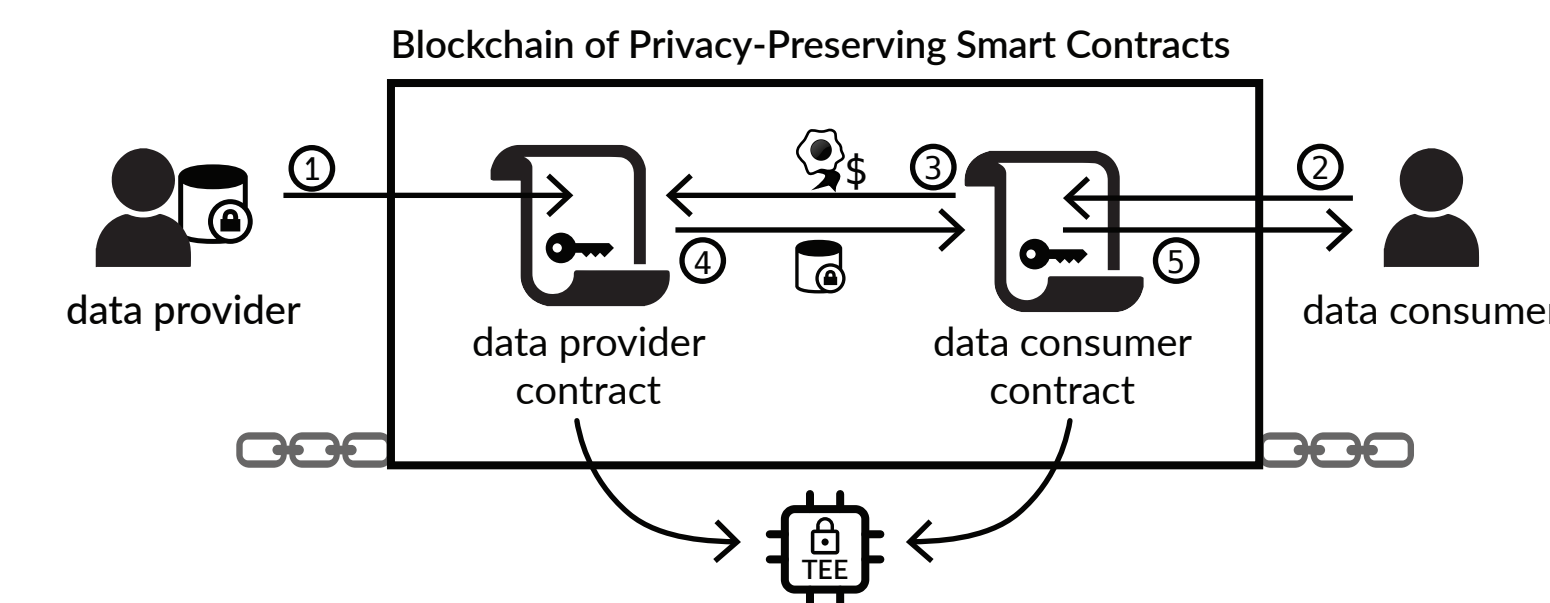 Blockchain of Privacy-Preserving Smart Contracts
1
$
3
2
4
5
data provider
data consumer
data provider
contract
data consumer
contract
TEE